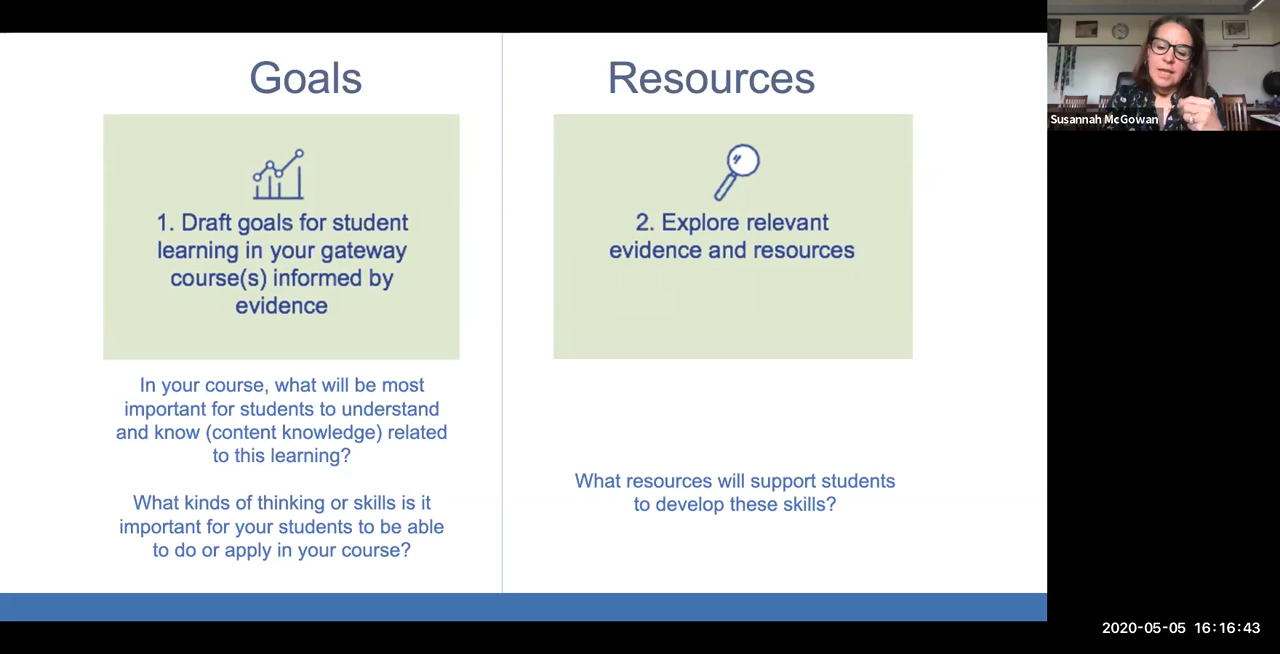 Goals
1. Draft goals for student
learning in your gateway
course(s) informed by
evidence
In your course, what will be most
important for students to understand
and know (content knowledge) related
to this learning?
What kinds of thinking or skills is it
important for your students to be able
to do or apply in your course?
Resources
2. Explore relevant
evidence and resources
What resources will support students
to develop these skills?
Susannah McGowan
2020-05-05 16:16:43